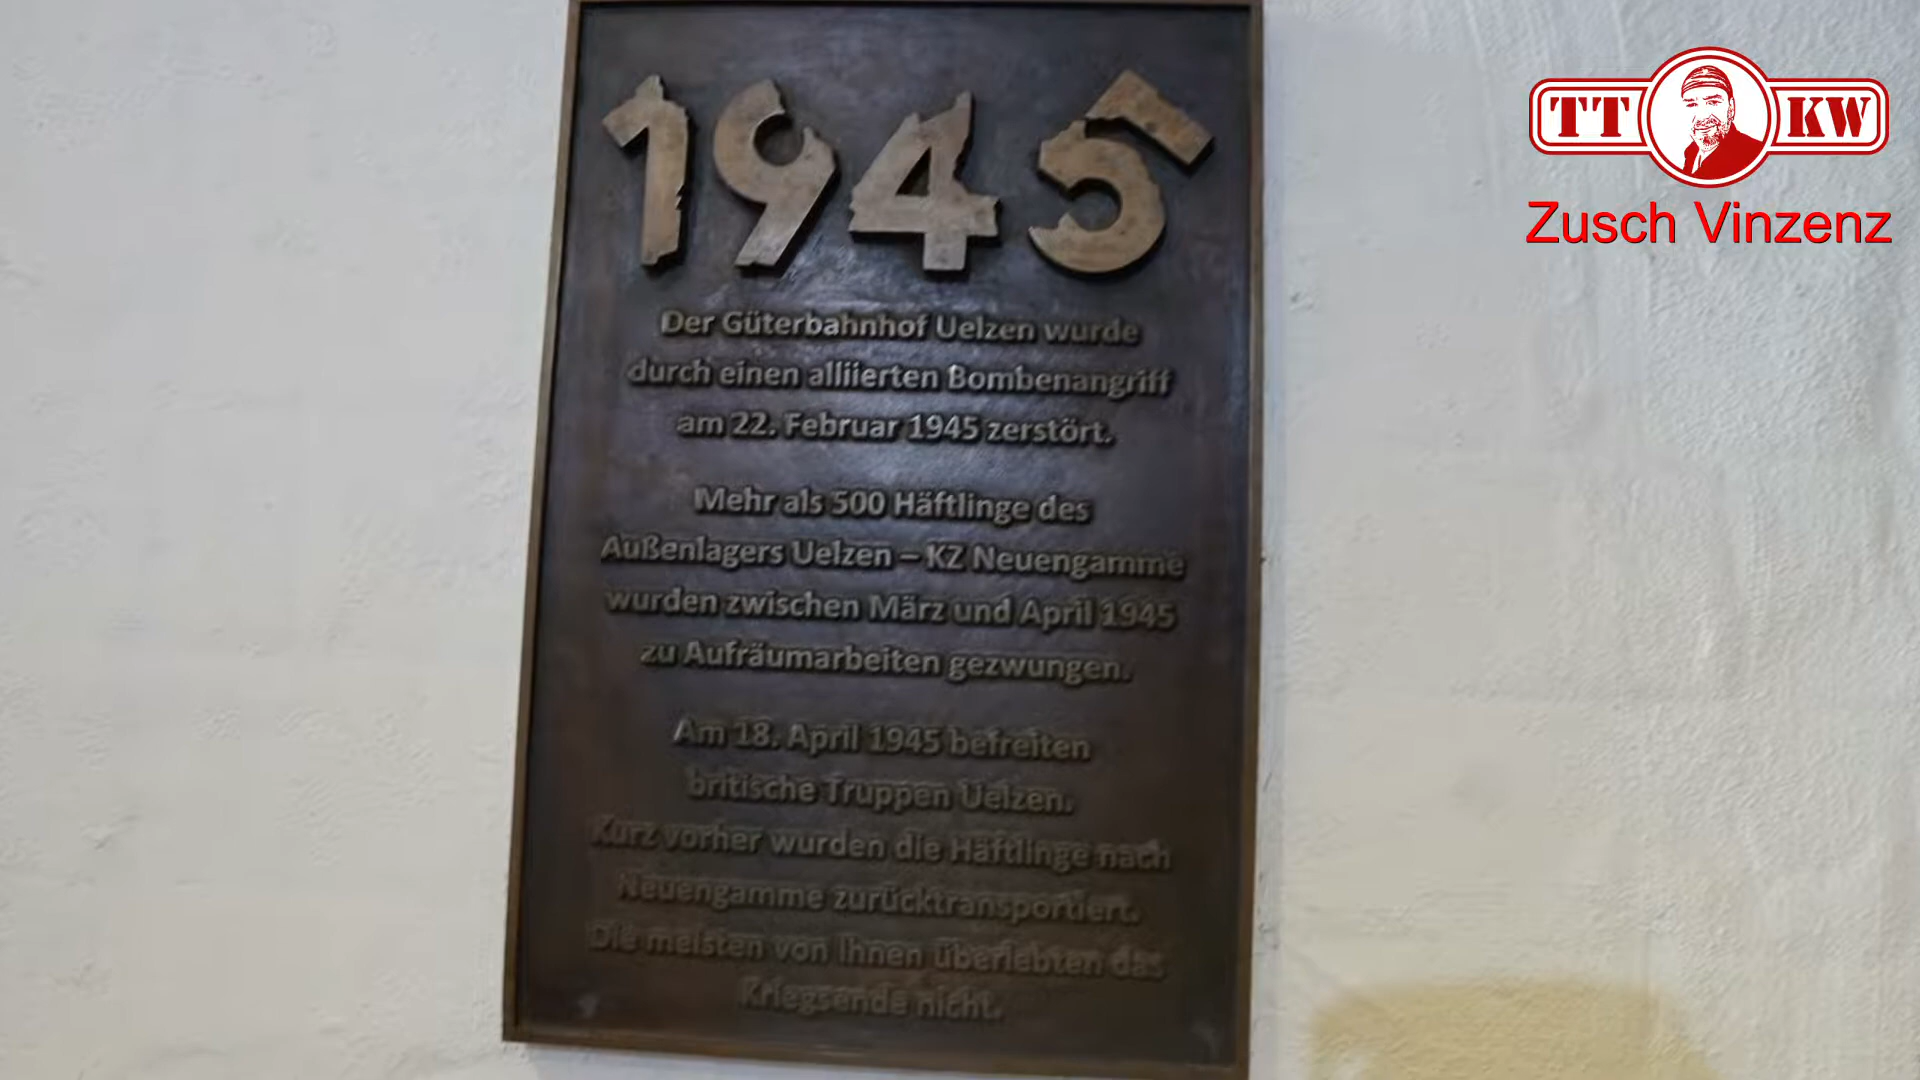 1945
Der Güterbahnhof Uelzen wurde
durch einen alliierten Bombenangriff
am 22. Februar 1945 zerstört.
Mehr als 500 Häftlinge des
Außenlagers Uelzen – KZ Neuengamme
wurden zwischen März und April 1945
zu Aufräumarbeiten gezwungen.
Am 18. April 1945 befreiten
britische Truppen Uelzen.
Kurz vorher wurden die Häftlinge nach
Neuengamme zurücktransportiert.
Die meisten von Ihnen überlebten das
Kriegsende nicht.
TT KW
Zusch Vinzenz